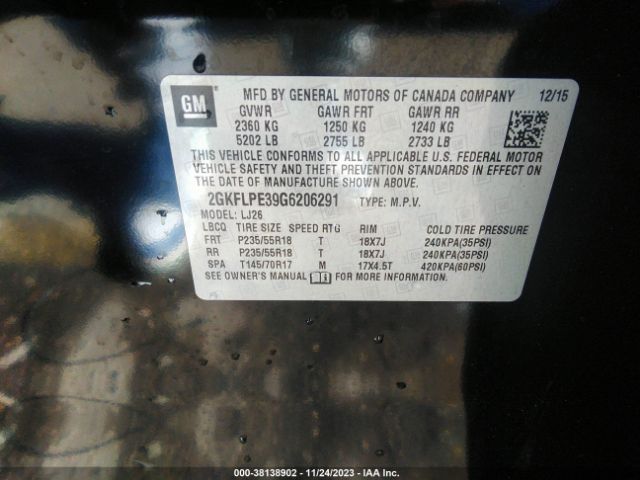 GM
MFD BY GENERAL MOTORS OF CANADA COMPANY 12/15
GVWR GAWR FRT GAWR RR
2360 KG 1250 KG 1240 KG
5202 LB 2755 LB 2733 LB
THIS VEHICLE CONFORMS TO ALL APPLICABLE U.S. FEDERAL MOTOR
VEHICLE SAFETY AND THEFT PREVENTION STANDARDS IN EFFECT ON
THE DATE OF MANUFACTURE SHOWN ABOVE.
2GKFLPE39G6206291 TYPE: M.P.V.
MODEL: LJ26
LBCQ TIRE SIZE SPEED RTG RIM COLD TIRE PRESSURE
FRT P235/55R18 T 18X7J 240KPA(35PSI)
RR P235/55R18 T 18X7J 240KPA(35PSI)
SPA T145/70R17 M 17X4.5T 420KPA(60PSI)
SEE OWNER'S MANUAL FOR MORE INFORMATION.
000-38138902 - 11/24/2023 - IAA Inc.